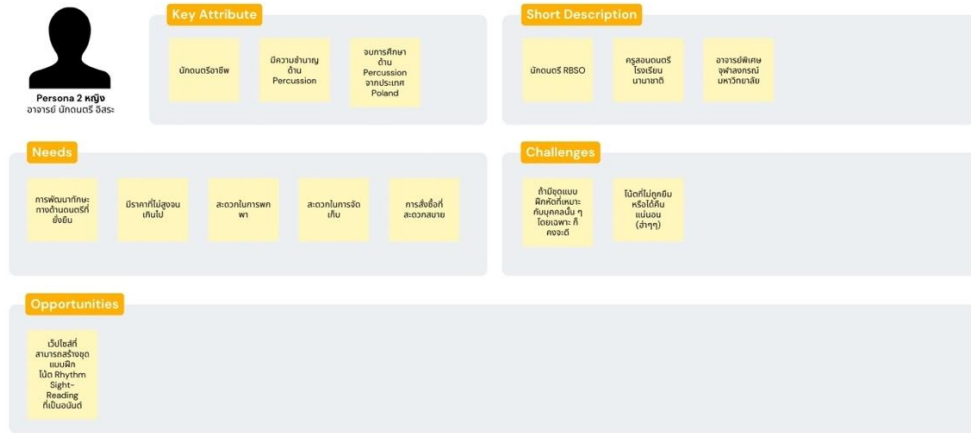 Persona 2 หญิง
อาจารย์ นักดนตรี อิสระ
Key Attribute
นักดนตรีอาชีพ
มีความชำนาญ
ด้าน
Percussion
จบการศึกษา
ด้าน
Percussion
จากประเทศ
Poland
Short Description
นักดนตรี RBSO
ครูสอนดนตรี
โรงเรียน
นานาชาติ
อาจารย์พิเศษ
จุฬาลงกรณ์
มหาวิทยาลัย
Needs
การพัฒนาทักษะ
ทางด้านดนตรีที่
ยั่งยืน
มีราคาที่ไม่สูงจน
เกินไป
สะดวกในการพก
พา
สะดวกในการจัด
เก็บ
การสั่งซื้อที่
สะดวกสบาย
Challenges
ถ้ามีชุดแบบ
ฝึกหัดที่เหมาะ
กับบุคคลนั้น ๆ
โดยเฉพาะ ก็
คงจะดี
โน้ตที่ไม่ถูกยืม
หรือได้คืน
แน่นอน
(ฮ่าๆๆ)
Opportunities
เว็ปไซส์ที่
สามารถสร้างชุด
แบบฝึก
โน้ต Rhythm
Sight-
Reading
ที่เป็นอนันต์